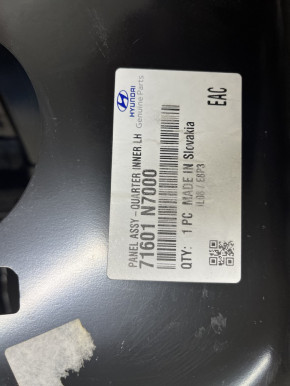 HYUNDAI
Genuine Parts
EAC
PANEL ASSY-QUARTER INNER LH
71601 N7000
QTY: 1 PC MADE IN Slovakia